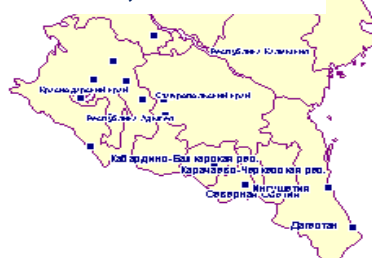 Республика Калмыкия
Краснодарский край
Ставропольский край
Республика Адыгея
Кабардино-Балкарская рес.
Карачаево-Черкесская рес.
Ингушетия
Северная Осетия
Дагестан